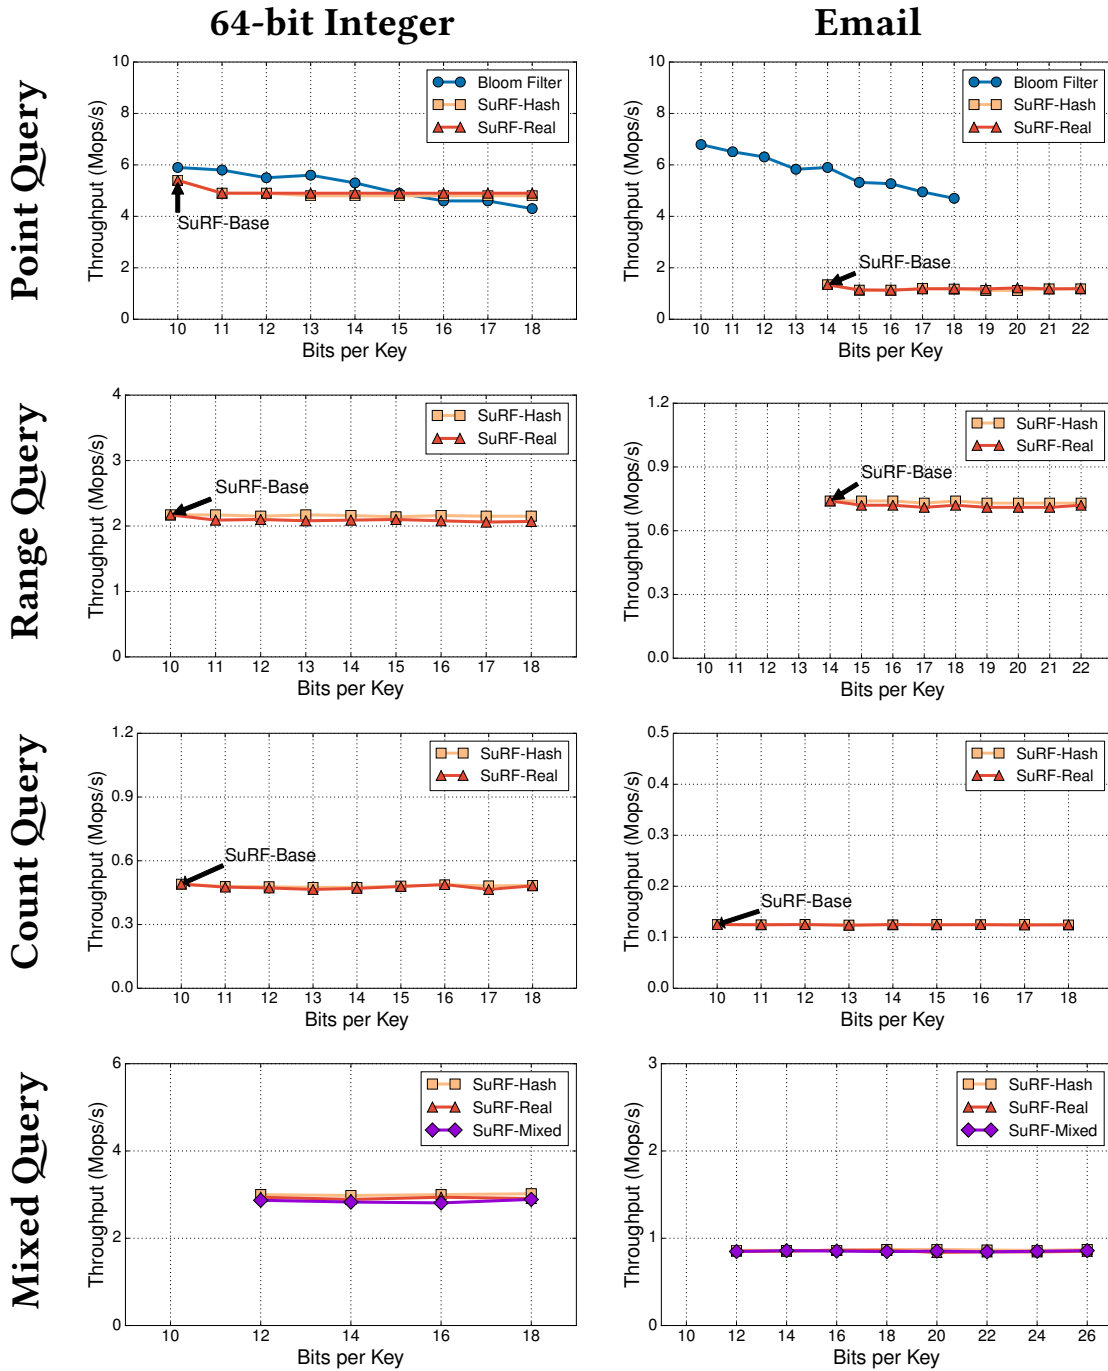 64-bit Integer
Email
Point Query
Throughput (Mops/s)
10
8
6
4
2
0
Bloom Filter
SuRF-Hash
SuRF-Real
SuRF-Base
10 11 12 13 14 15 16 17 18
Bits per Key
Throughput (Mops/s)
10
8
6
4
2
0
Bloom Filter
SuRF-Hash
SuRF-Real
SuRF-Base
10 11 12 13 14 15 16 17 18 19 20 21 22
Bits per Key
Range Query
Throughput (Mops/s)
4
3
2
1
0
SuRF-Hash
SuRF-Real
SuRF-Base
10 11 12 13 14 15 16 17 18
Bits per Key
Throughput (Mops/s)
1.2
0.9
0.6
0.3
0.0
SuRF-Hash
SuRF-Real
SuRF-Base
10 11 12 13 14 15 16 17 18 19 20 21 22
Bits per Key
Count Query
Throughput (Mops/s)
1.2
0.9
0.6
0.3
0.0
SuRF-Hash
SuRF-Real
SuRF-Base
10 11 12 13 14 15 16 17 18
Bits per Key
Throughput (Mops/s)
0.5
0.4
0.3
0.2
0.1
0.0
SuRF-Hash
SuRF-Real
SuRF-Base
10 11 12 13 14 15 16 17 18
Bits per Key
Mixed Query
Throughput (Mops/s)
6
4
2
0
SuRF-Hash
SuRF-Real
SuRF-Mixed
10 12 14 16 18
Bits per Key
Throughput (Mops/s)
3
2
1
0
SuRF-Hash
SuRF-Real
SuRF-Mixed
10 12 14 16 18 20 22 24 26
Bits per Key